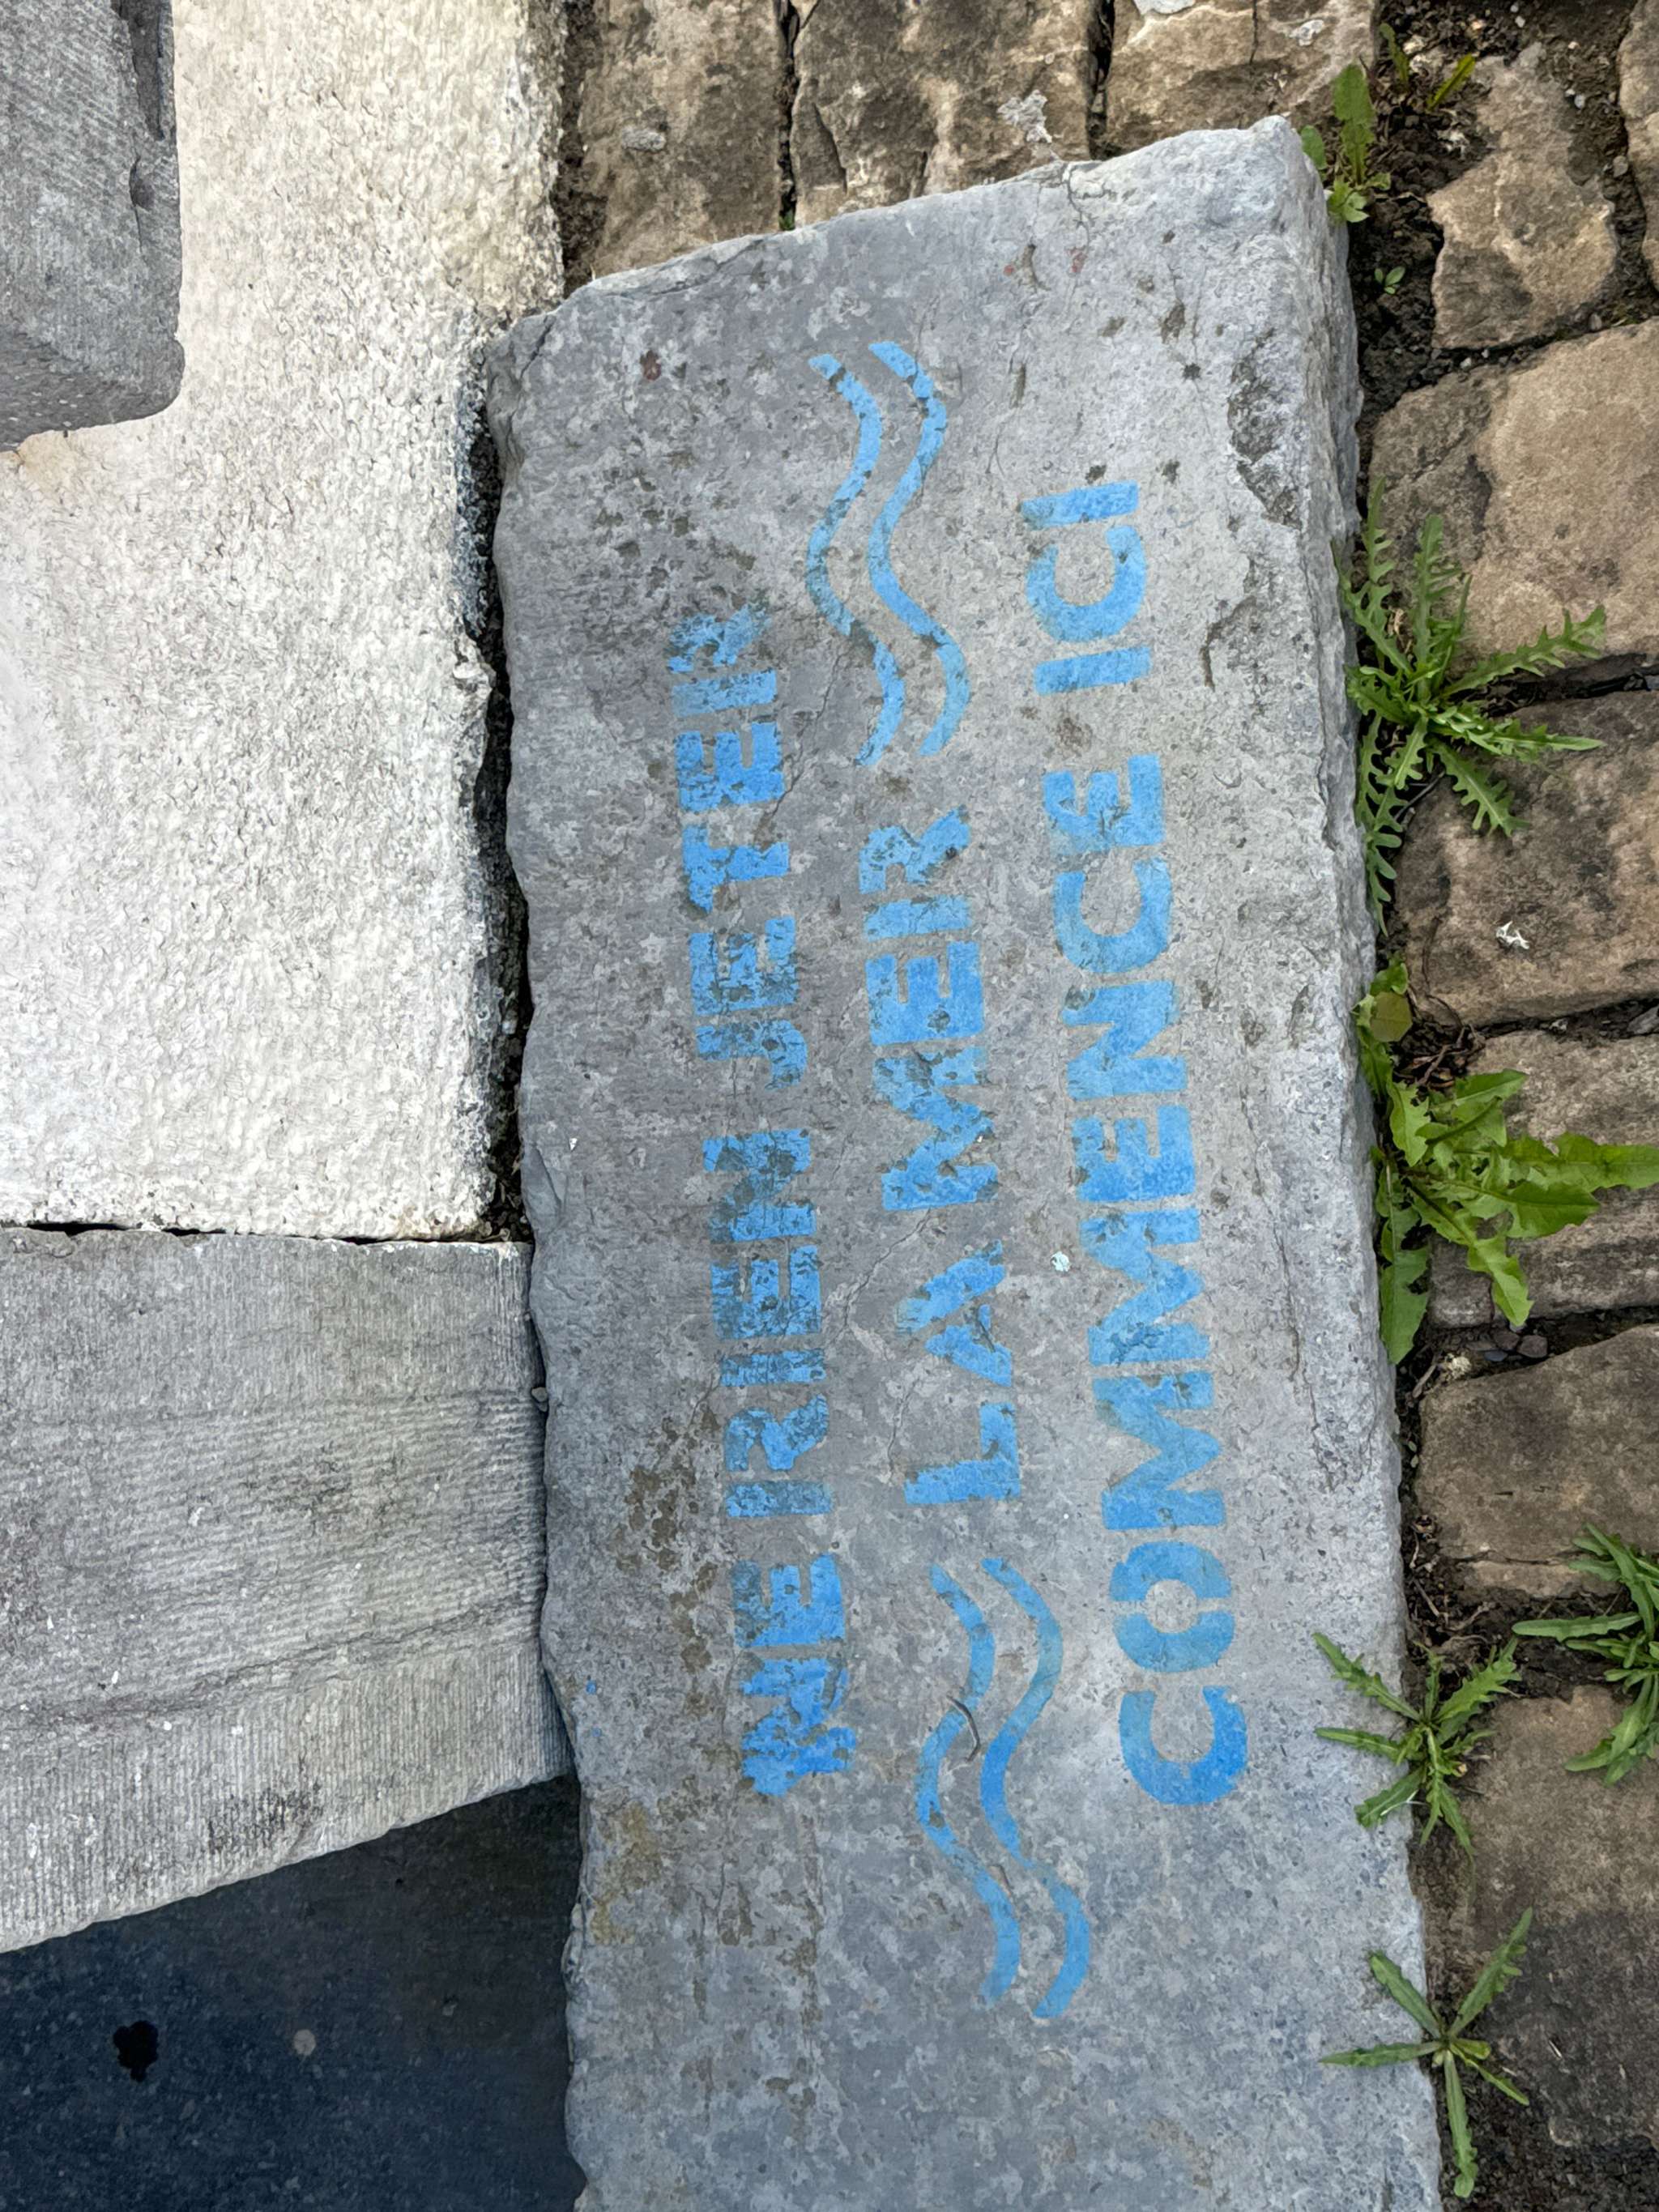 NE RIEN JETER
LA MER
COMMENCE ICI